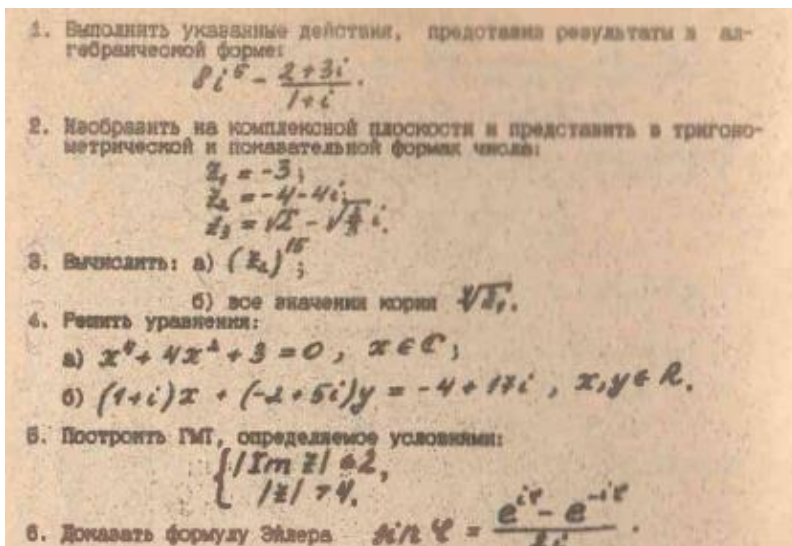 1. Выполнить указанные действия, представив результаты в ал-
гебраической форме:
8i⁵ - (2+3i)/(1+i).
2. Изобразить на комплексной плоскости и представить в тригоно-
метрической и показательной формах числа:
z₁ = -3;
z₂ = -4-4i;
z₃ = √2 - i.
3. Вычислить: а) (z₂)¹⁵;
б) все значения корня
4. Решить уравнения:
а) x⁴ + 4x² + 3 = 0, x ∈ C;
б) (1+i)x + (-2+5i)y = -4+17i, x,y ∈ R.
5. Построить ГМТ, определяемое условиями:
|Im z| 2,
|z| 4.
6. Доказать формулу Эйлера sin φ = (e^{iφ} - e^{-iφ})/2i.